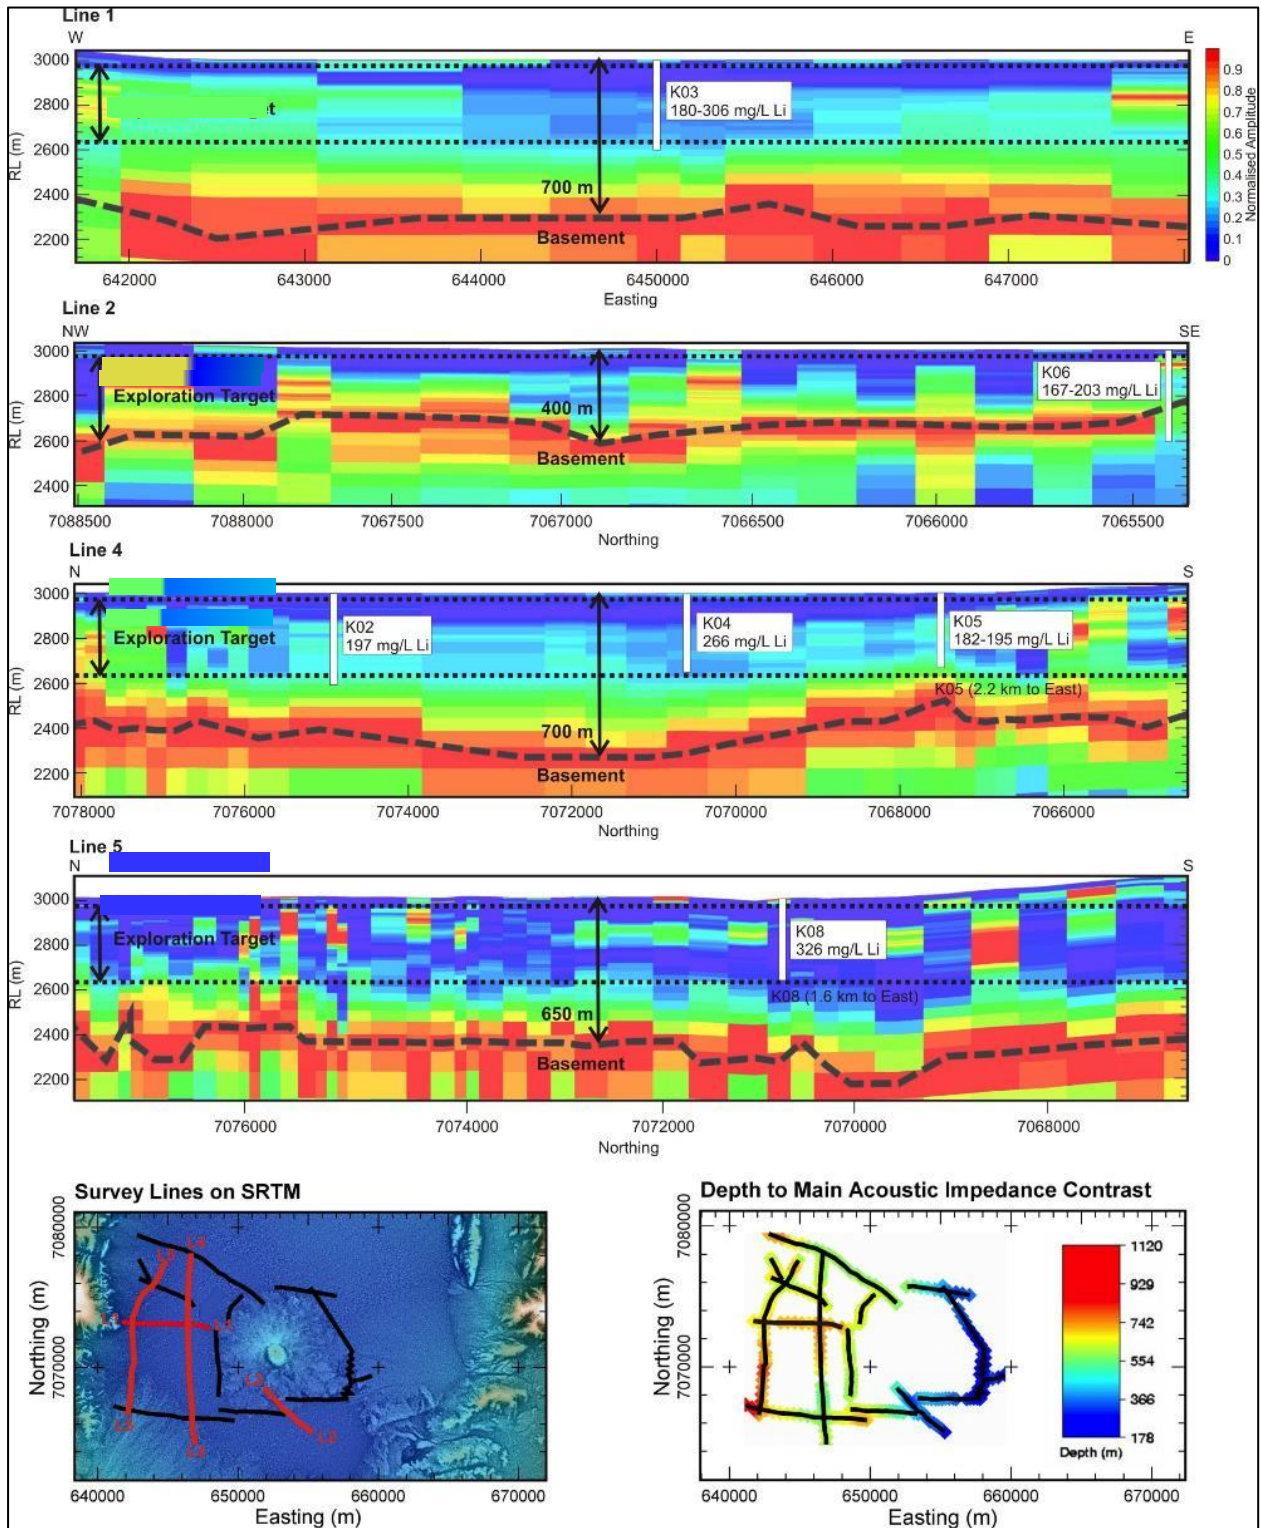 Line 1
W
E
3000
2800
2600
2400
2200
RL (m)
K03
180-306 mg/L Li
700 m
Basement
642000
643000
644000
6450000
646000
647000
Easting
0.9
0.8
0.7
0.6
0.5
0.4
0.3
0.2
0.1
0
Normalised Amplitude
Line 2
NW
SE
3000
2800
2600
2400
RL (m)
Exploration Target
400 m
Basement
K06
167-203 mg/L Li
7088500
7088000
7067500
7067000
7066500
7066000
7065500
Northing
Line 4
N
S
3000
2800
2600
2400
2200
RL (m)
Exploration Target
K02
197 mg/L Li
700 m
Basement
K04
266 mg/L Li
K05
182-195 mg/L Li
K05 (2.2 km to East)
7078000
7076000
7074000
7072000
7070000
7068000
7066000
Northing
Line 5
N
S
3000
2800
2600
2400
2200
RL (m)
Exploration Target
650 m
Basement
K08
326 mg/L Li
K08 (1.6 km to East)
7076000
7074000
7072000
7070000
7068000
Northing
Survey Lines on SRTM
7080000
7070000
Northing (m)
L4
L1
L2
L4
640000
650000
660000
670000
Easting (m)
Depth to Main Acoustic Impedance Contrast
7080000
7070000
Northing (m)
1120
929
742
554
366
178
Depth (m)
640000
650000
660000
670000
Easting (m)